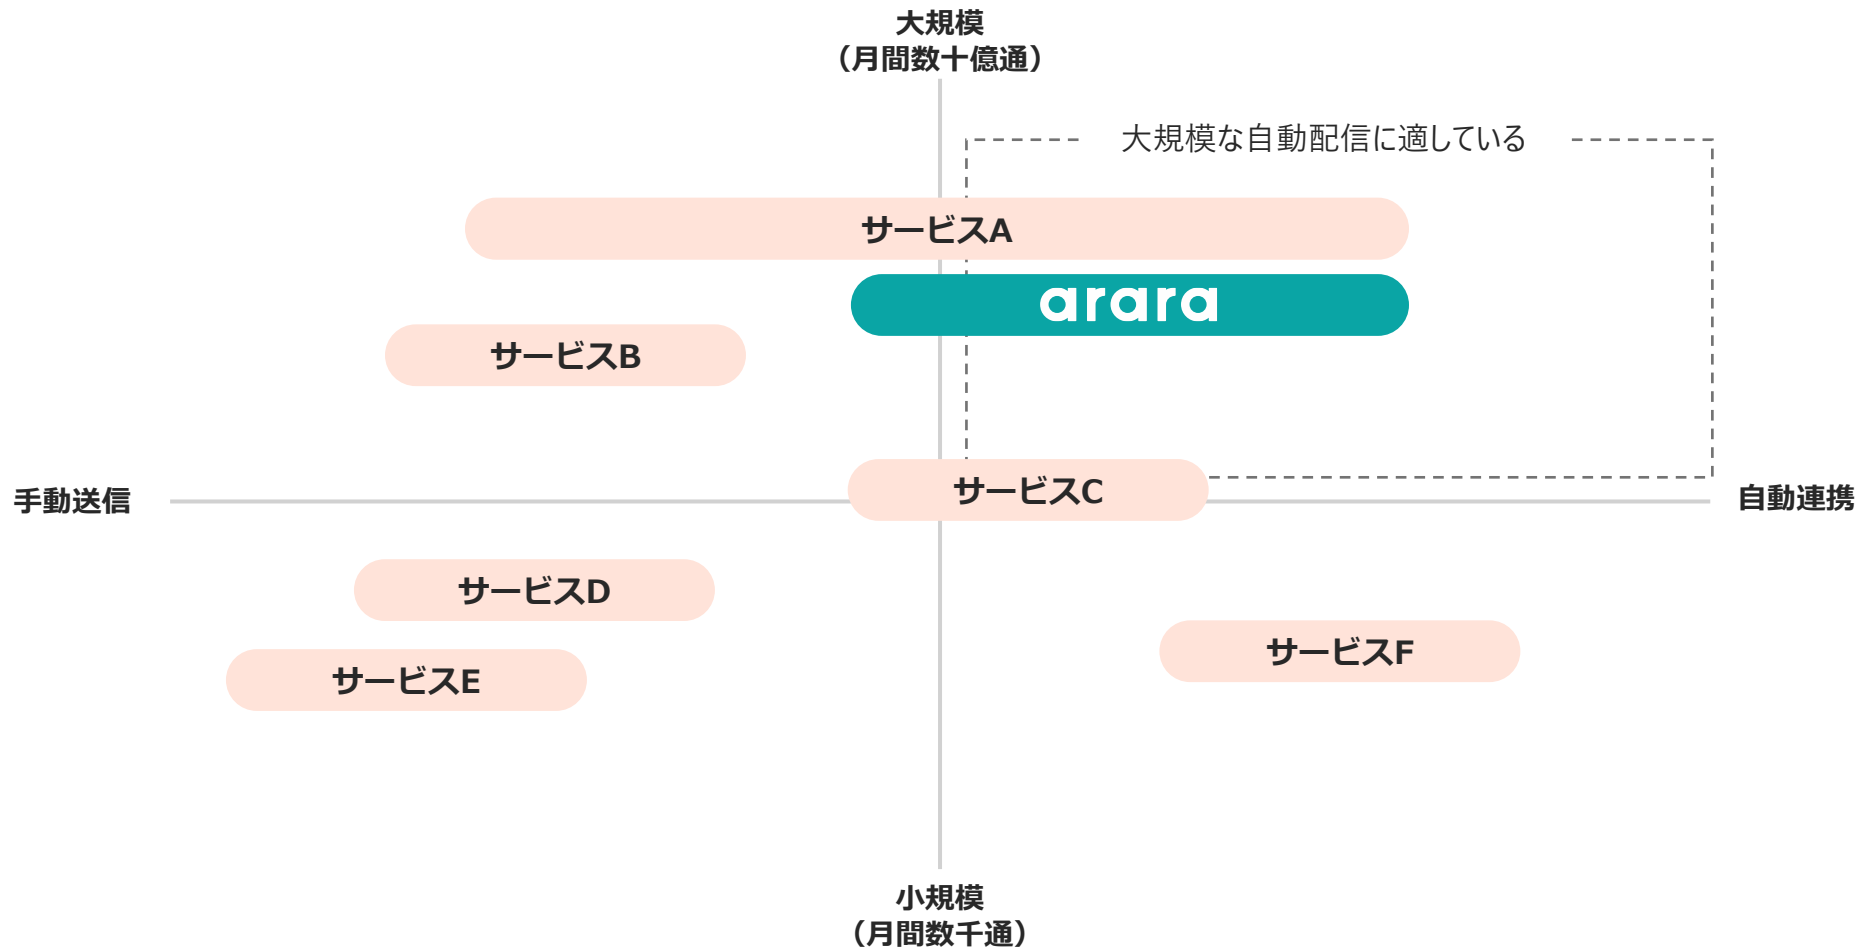 大規模
（月間数十億通）
大規模な自動配信に適している
サービスA
arara
サービスB
サービスC
手動送信
自動連携
サービスD
サービスF
サービスE
小規模
（月間数千通）